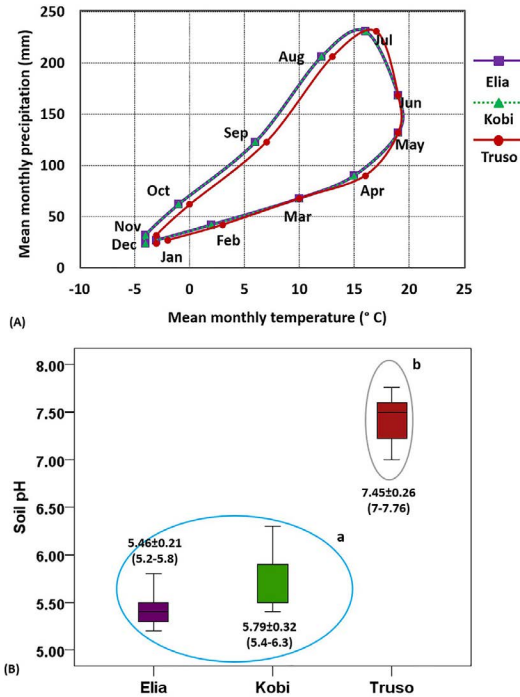 250
200
150
100
50
0
Mean monthly precipitation (mm)
Aug
Jul
Sep
Jun
May
Oct
Apr
Nov
Dec
Mar
Feb
Jan
-10
-5
0
5
10
15
20
25
Mean monthly temperature (° C)
Elia
Kobi
Truso
(A)
8.00
7.50
7.00
6.50
6.00
5.50
5.00
Soil pH
b
7.45±0.26
(7-7.76)
a
5.46±0.21
(5.2-5.8)
5.79±0.32
(5.4-6.3)
(B)
Elia
Kobi
Truso